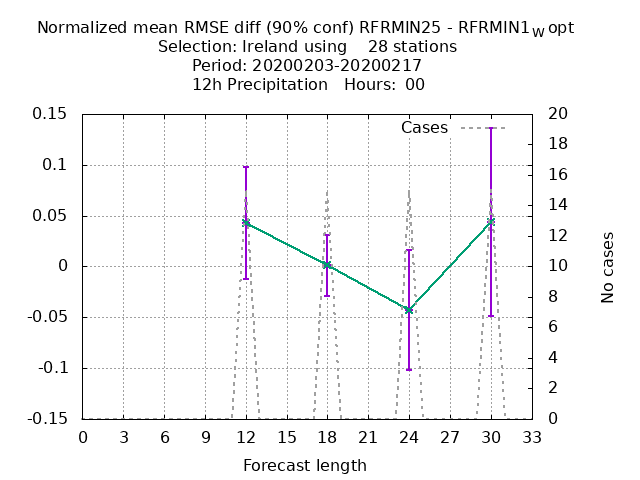 Normalized mean RMSE diff (90% conf) RFRMIN25 - RFRMIN1W opt
Selection: Ireland using 28 stations
Period: 20200203-20200217
12h Precipitation Hours: 00
Cases
0.15
0.1
0.05
0
-0.05
-0.1
-0.15
20
18
16
14
12
10
8
6
4
2
0
No cases
0 3 6 9 12 15 18 21 24 27 30 33
Forecast length